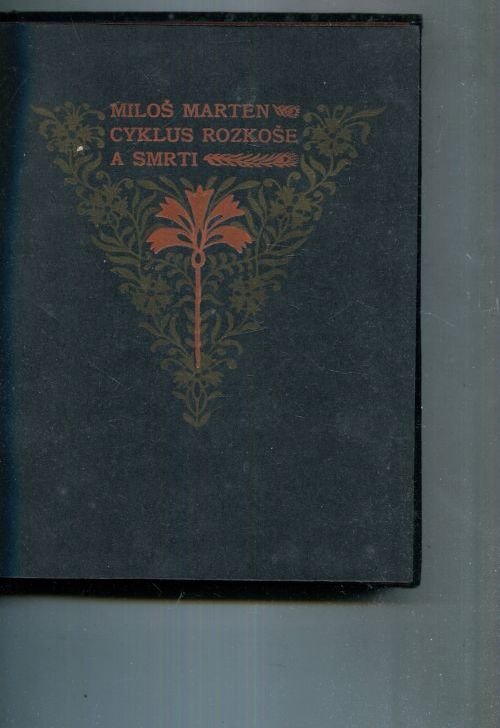 MILOŠ MARTEN
CYKLUS ROZKOŠE
A SMRTI